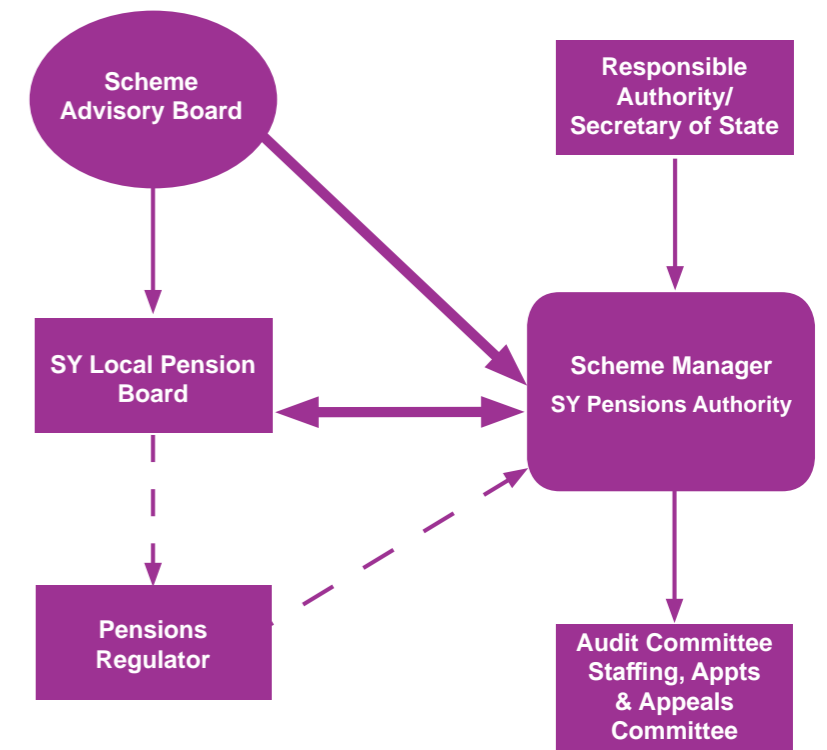 Scheme
Advisory Board
Responsible
Authority/
Secretary of State
SY Local Pension
Board
Scheme Manager
SY Pensions Authority
Pensions
Regulator
Audit Committee
Staffing, Appts
& Appeals
Committee